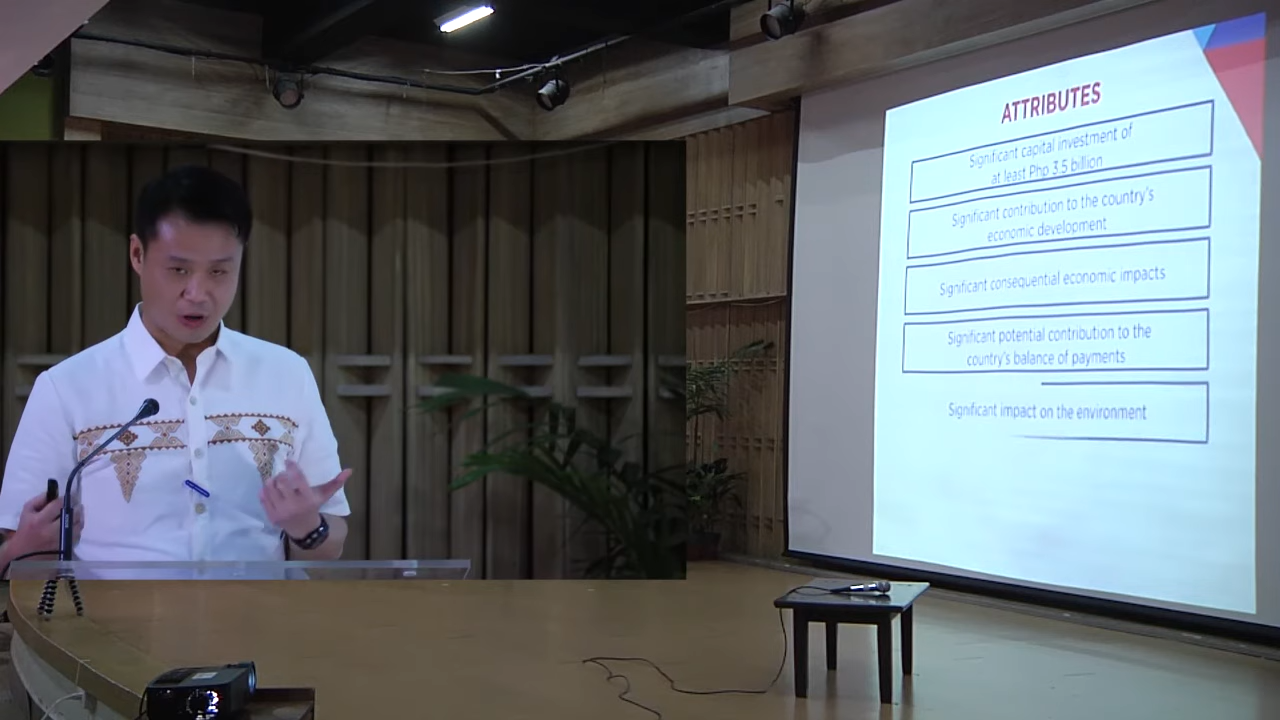 ATTRIBUTES
Significant capital investment of
at least Php 3.5 billion
Significant contribution to the country's
economic development
Significant consequential economic impacts
Significant potential contribution to the
country's balance of payments
Significant impact on the environment